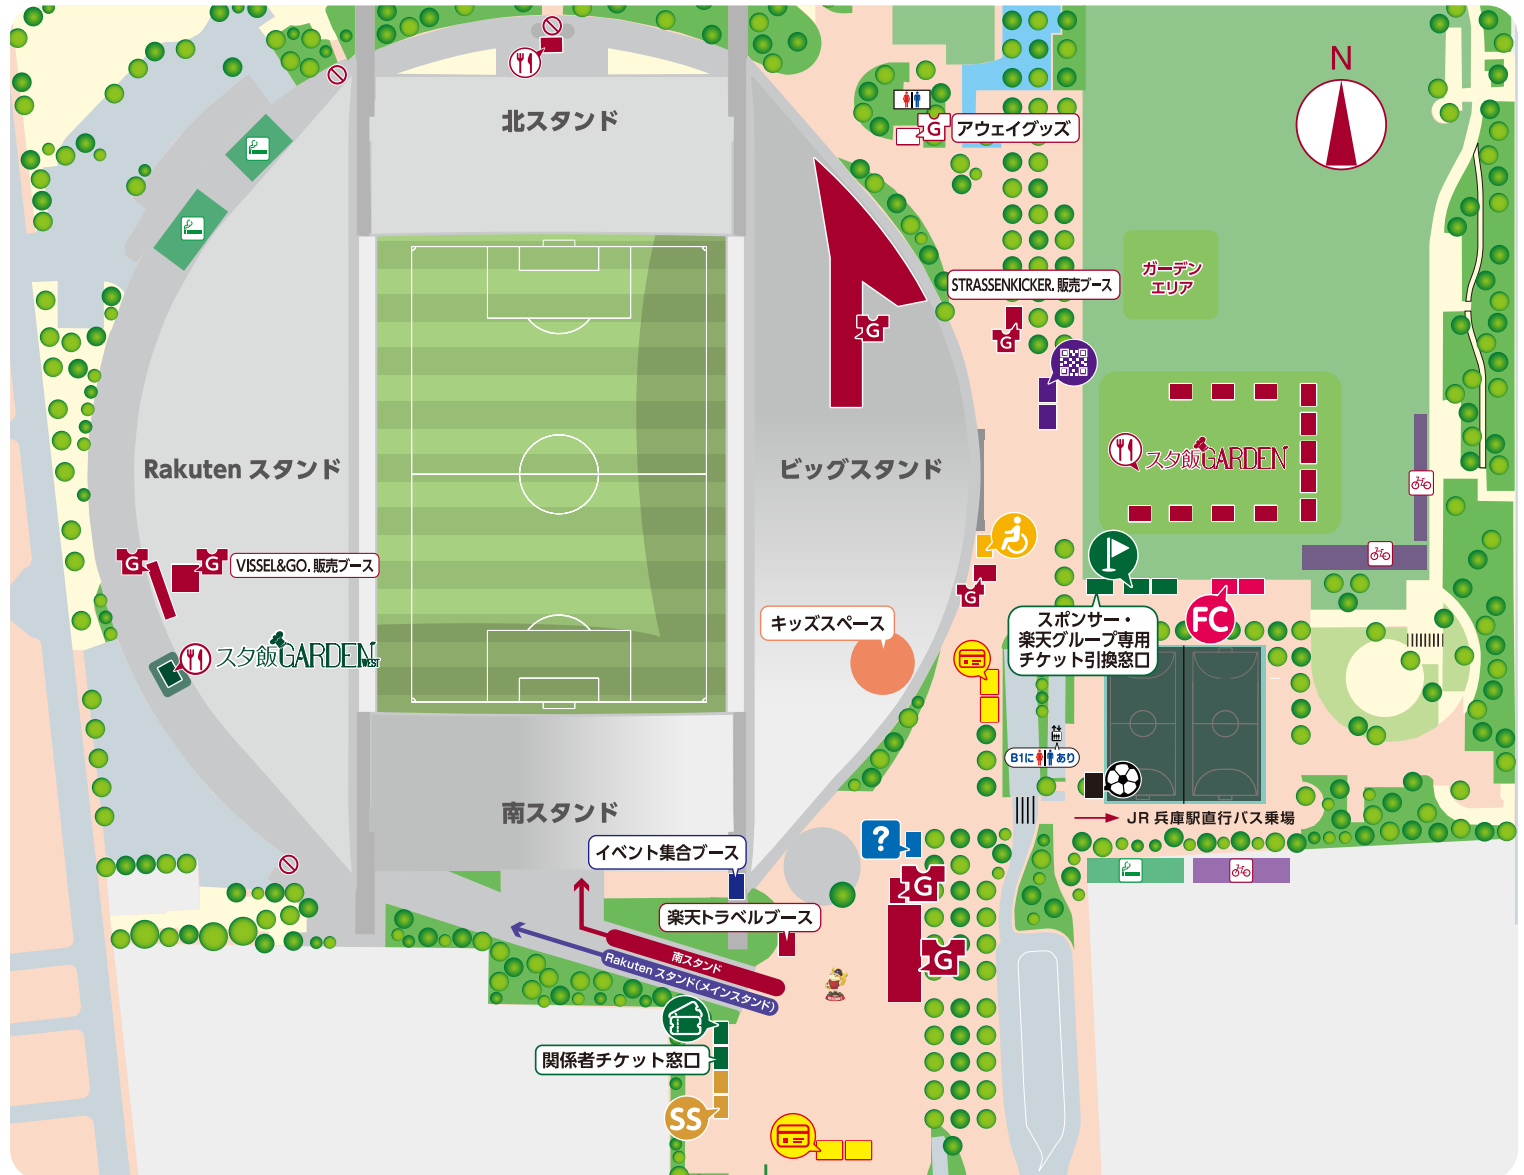 N
北スタンド
G
アウェイグッズ
ガーデン
エリア
STRASSENKICKER. 販売ブース
G
G
スタ飯GARDEN
Rakuten スタンド
ビッグスタンド
G
G
VISSEL&GO. 販売ブース
G
スポンサー・
楽天グループ専用
チケット引換窓口
FC
キッズスペース
スタ飯GARDEN WEST
B1に
あり
南スタンド
JR 兵庫駅直行バス乗場
?
イベント集合ブース
G
楽天トラベルブース
南スタンド
Rakuten スタンド(メインスタンド)
G
関係者チケット窓口
SS